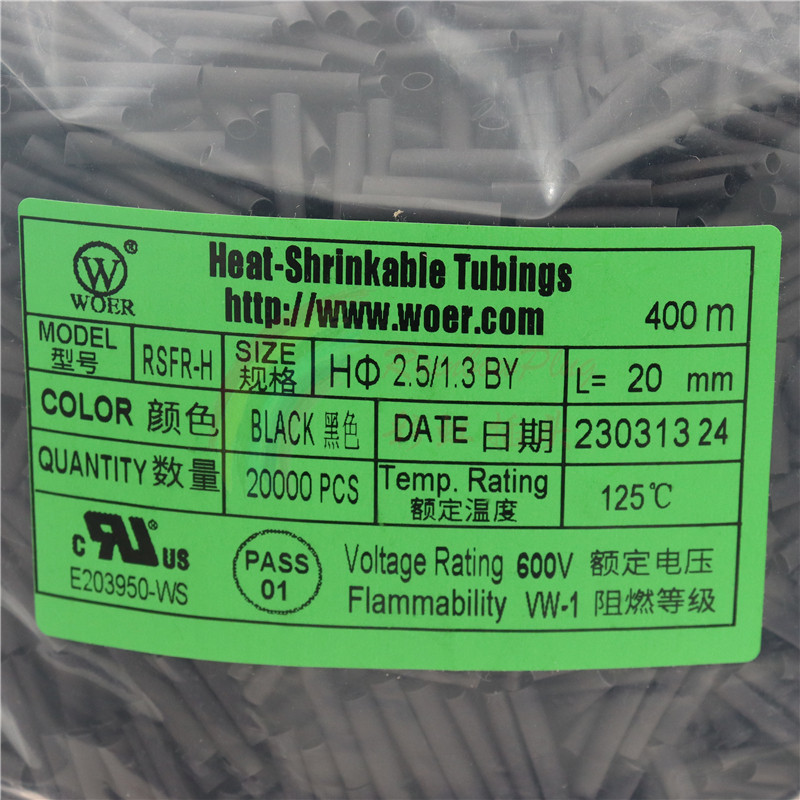 W ®
WOER
Heat-Shrinkable Tubings
http://www.woer.com
400 m
MODEL
型号
RSFR-H
SIZE
规格
HΦ 2.5/1.3 BY
L= 20 mm
COLOR 颜色
BLACK 黑色
DATE 日期
230313 24
QUANTITY 数量
20000 PCS
Temp. Rating
额定温度
125℃
c RU ® US
E203950-WS
PASS
01
Voltage Rating 600V 额定电压
Flammability VW-1 阻燃等级